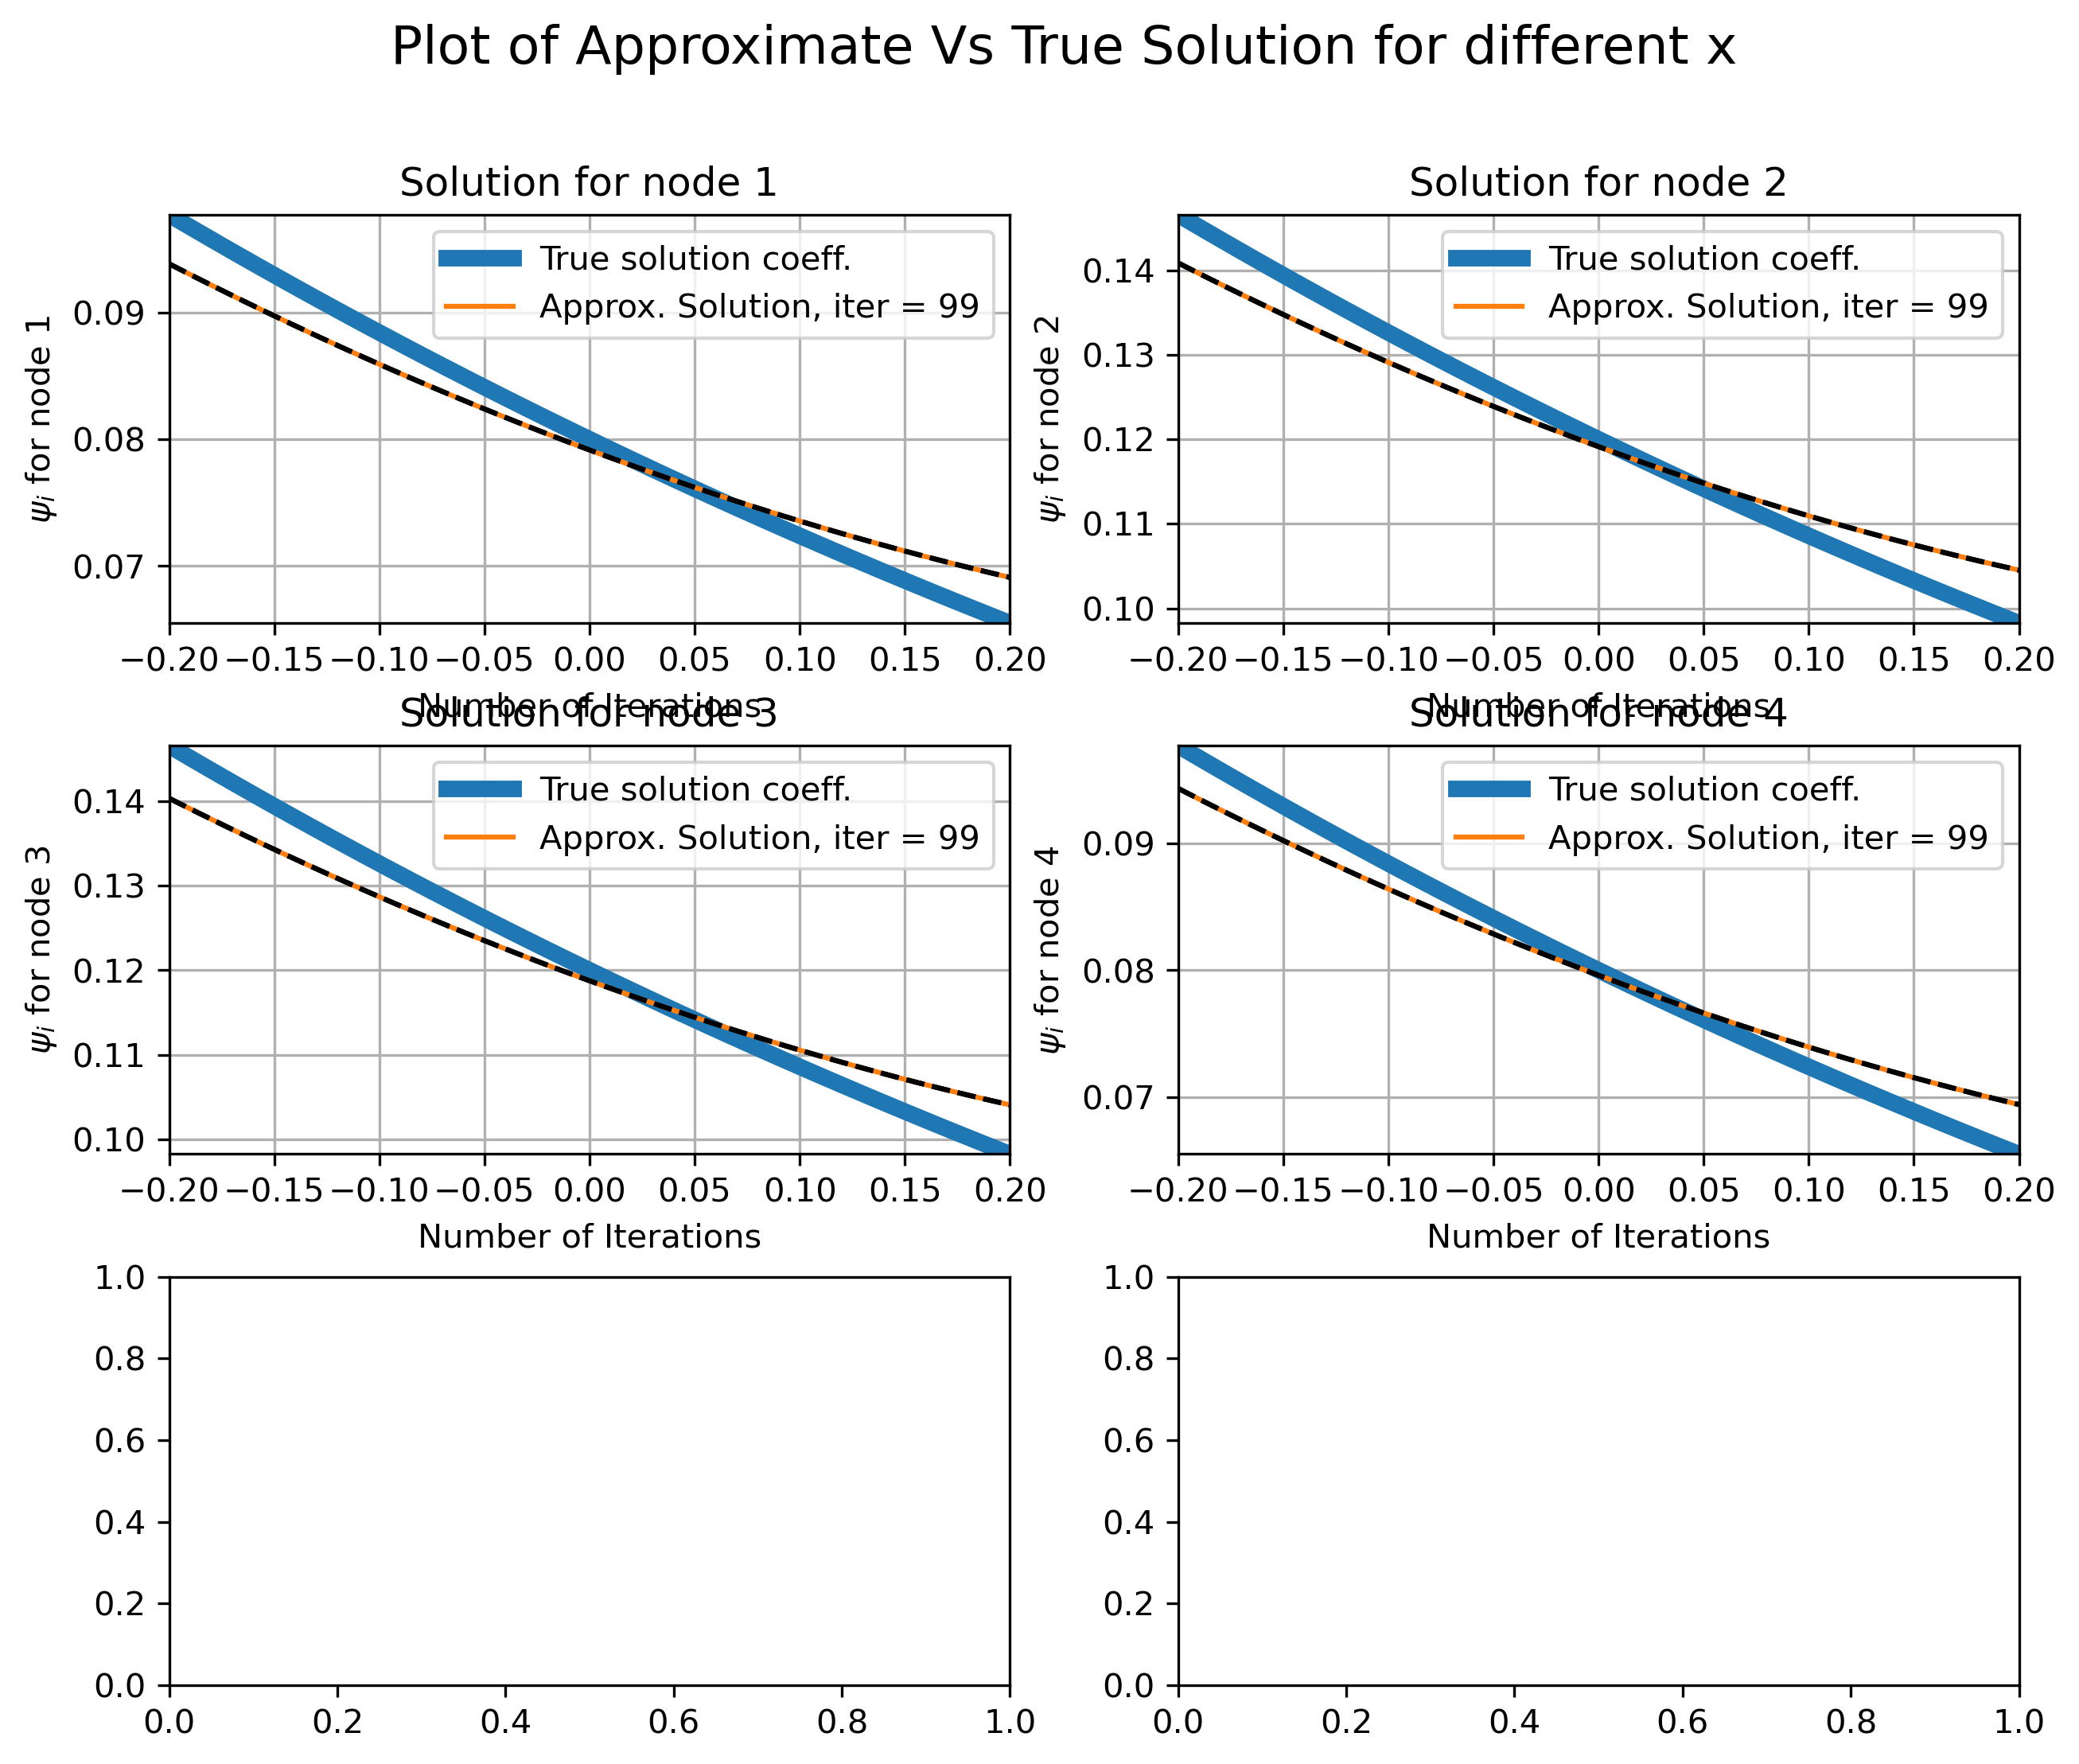 Plot of Approximate Vs True Solution for different x
Solution for node 1
True solution coeff.
Approx. Solution, iter = 99
ψi for node 1
0.09
0.08
0.07
−0.20 −0.15 −0.10 −0.05 0.00 0.05 0.10 0.15 0.20
Number of Iterations
Solution for node 2
True solution coeff.
Approx. Solution, iter = 99
ψi for node 2
0.14
0.13
0.12
0.11
0.10
−0.20 −0.15 −0.10 −0.05 0.00 0.05 0.10 0.15 0.20
Number of Iterations
Solution for node 3
True solution coeff.
Approx. Solution, iter = 99
ψi for node 3
0.14
0.13
0.12
0.11
0.10
−0.20 −0.15 −0.10 −0.05 0.00 0.05 0.10 0.15 0.20
Number of Iterations
Solution for node 4
True solution coeff.
Approx. Solution, iter = 99
ψi for node 4
0.09
0.08
0.07
−0.20 −0.15 −0.10 −0.05 0.00 0.05 0.10 0.15 0.20
Number of Iterations
1.0
0.8
0.6
0.4
0.2
0.0
0.0 0.2 0.4 0.6 0.8 1.0
1.0
0.8
0.6
0.4
0.2
0.0
0.0 0.2 0.4 0.6 0.8 1.0